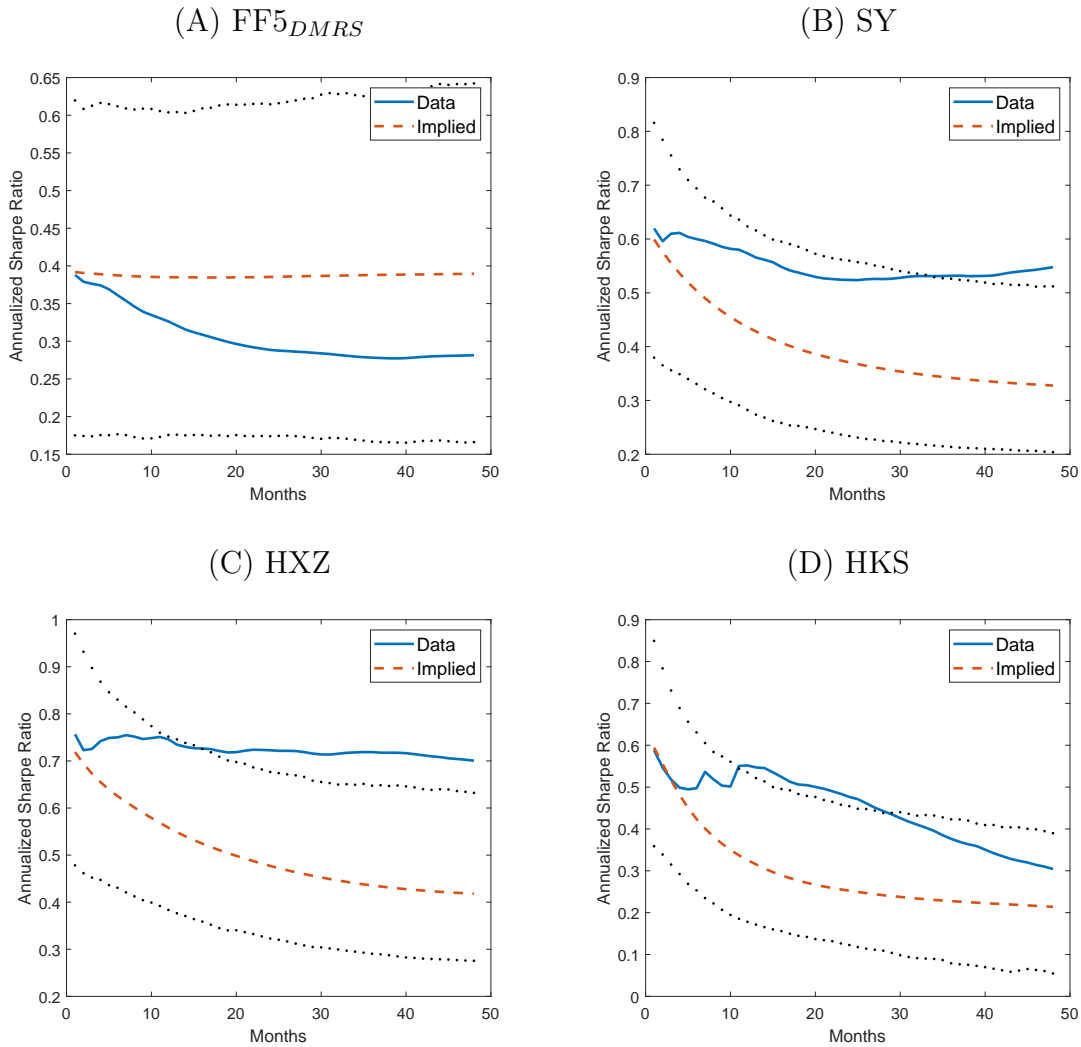 (A) FF5DMRS
0.65
0.6
0.55
0.5
0.45
0.4
0.35
0.3
0.25
0.2
0.15
Annualized Sharpe Ratio
Data
Implied
0 10 20 30 40 50
Months
(B) SY
0.9
0.8
0.7
0.6
0.5
0.4
0.3
0.2
Annualized Sharpe Ratio
Data
Implied
0 10 20 30 40 50
Months
(C) HXZ
1
0.9
0.8
0.7
0.6
0.5
0.4
0.3
0.2
Annualized Sharpe Ratio
Data
Implied
0 10 20 30 40 50
Months
(D) HKS
0.9
0.8
0.7
0.6
0.5
0.4
0.3
0.2
0.1
0
Annualized Sharpe Ratio
Data
Implied
0 10 20 30 40 50
Months